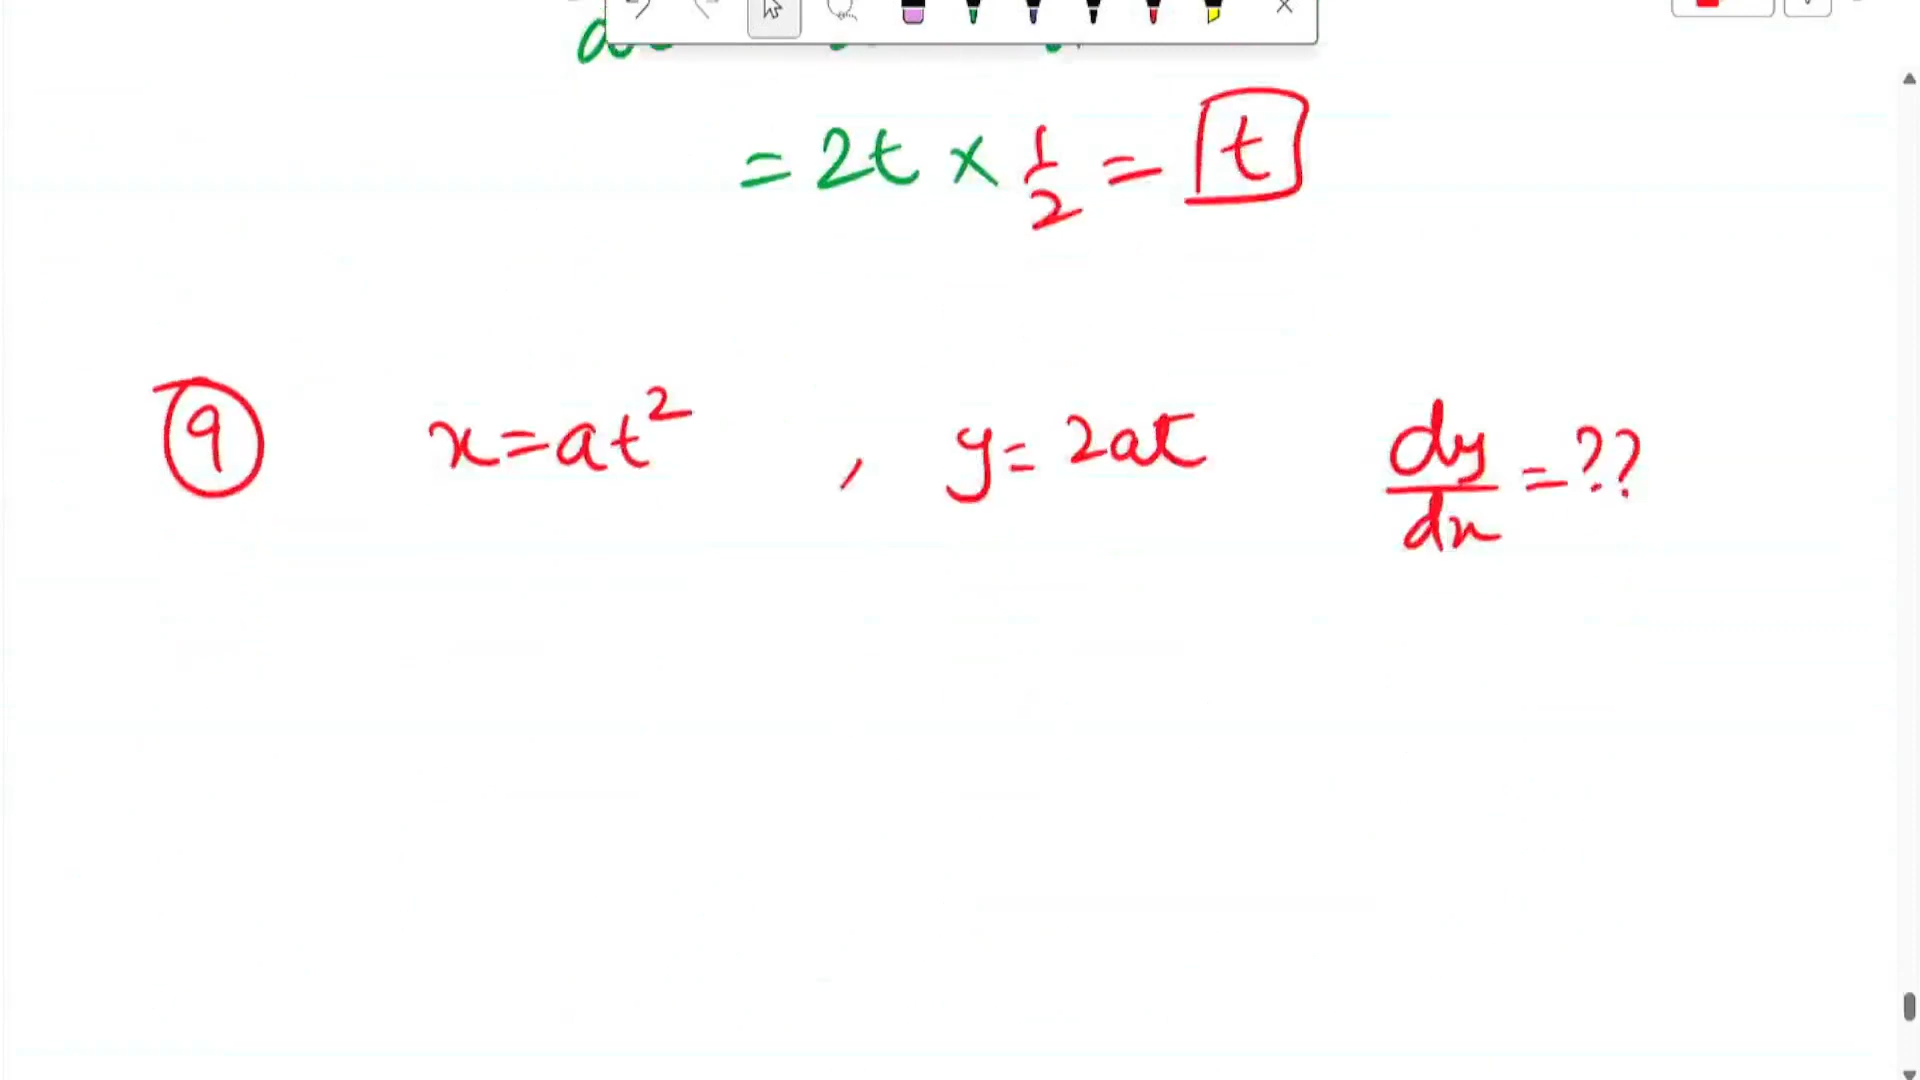 = 2t × 1/2 = t
9 x = at², y = 2at dy/dx = ??